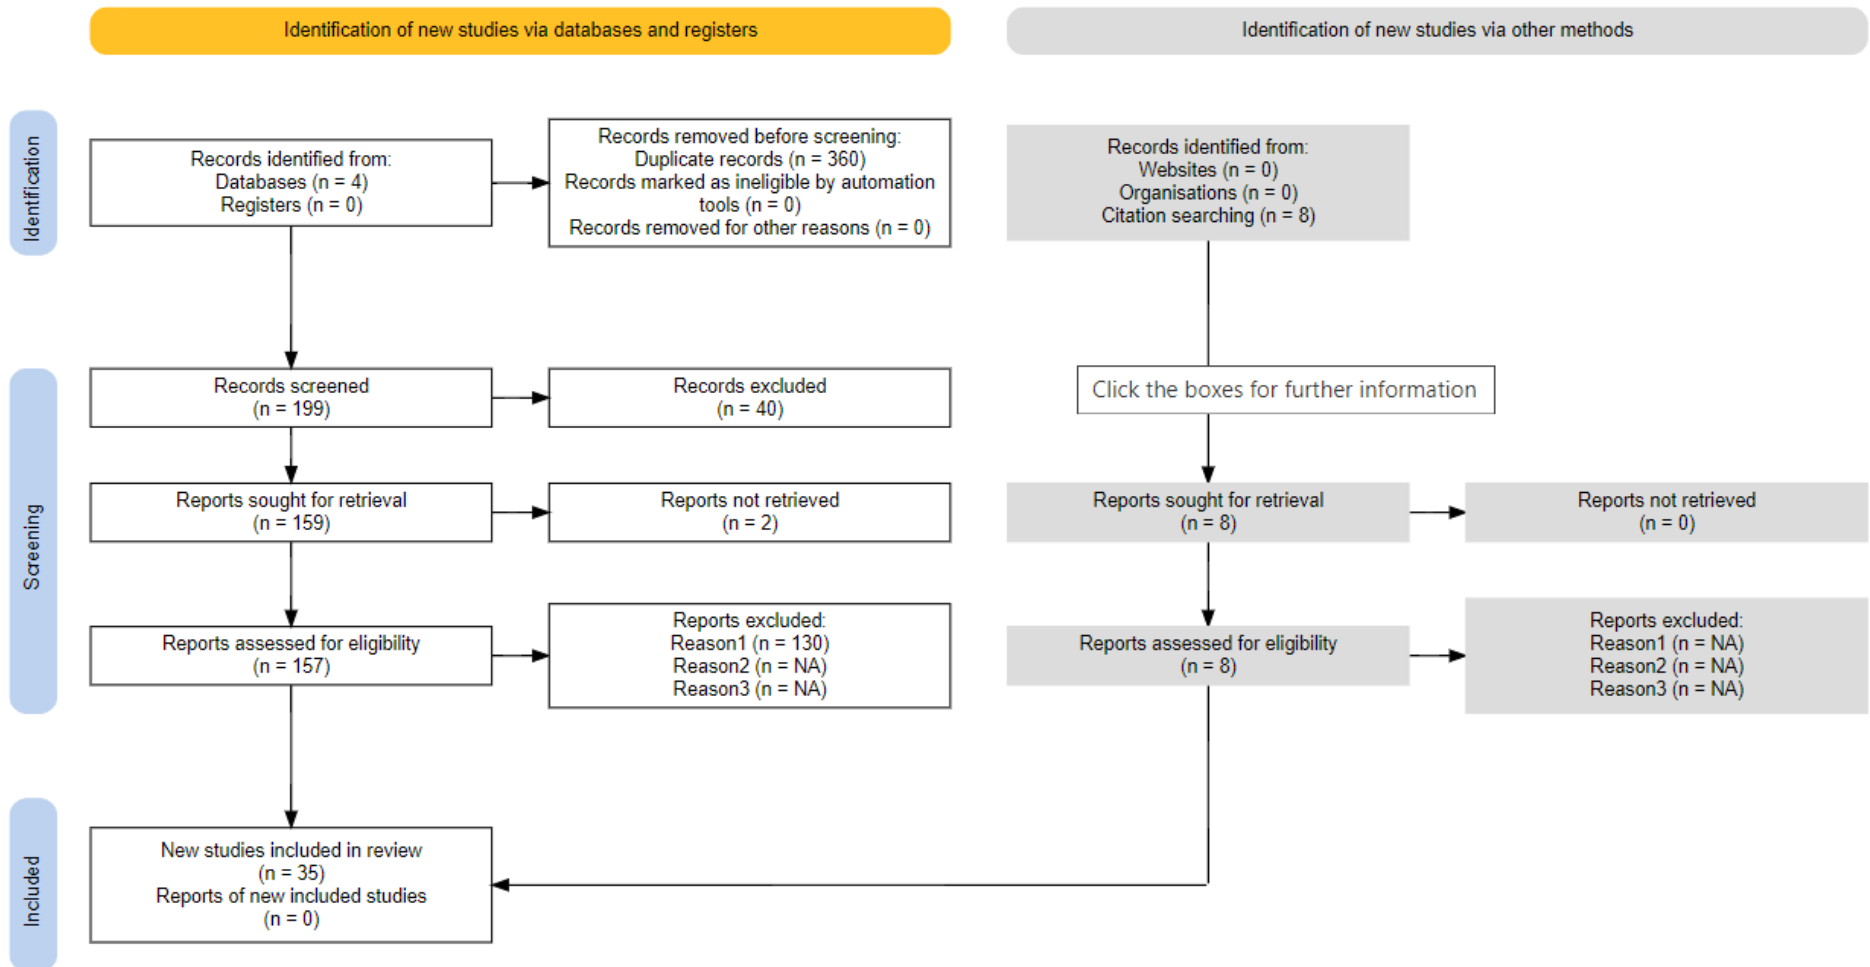 Identification of new studies via databases and registers
Identification of new studies via other methods
Identification
Records identified from:
Databases (n = 4)
Registers (n = 0)
Records removed before screening:
Duplicate records (n = 360)
Records marked as ineligible by automation
tools (n = 0)
Records removed for other reasons (n = 0)
Records identified from:
Websites (n = 0)
Organisations (n = 0)
Citation searching (n = 8)
Screening
Records screened
(n = 199)
Records excluded
(n = 40)
Click the boxes for further information
Reports sought for retrieval
(n = 159)
Reports not retrieved
(n = 2)
Reports sought for retrieval
(n = 8)
Reports not retrieved
(n = 0)
Reports assessed for eligibility
(n = 157)
Reports excluded:
Reason1 (n = 130)
Reason2 (n = NA)
Reason3 (n = NA)
Reports assessed for eligibility
(n = 8)
Reports excluded:
Reason1 (n = NA)
Reason2 (n = NA)
Reason3 (n = NA)
Included
New studies included in review
(n = 35)
Reports of new included studies
(n = 0)